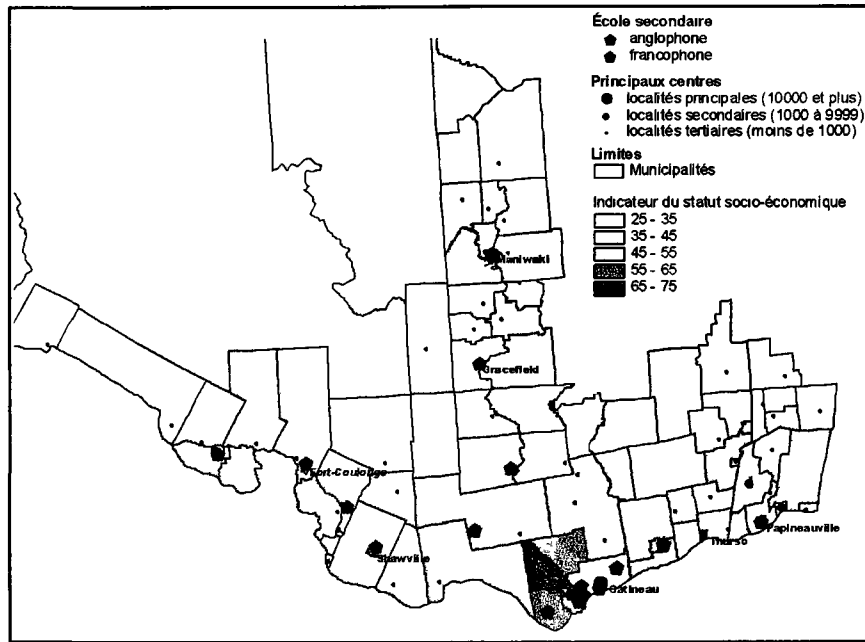 École secondaire
anglophone
francophone
Principaux centres
localités principales (10000 et plus)
localités secondaires (1000 à 9999)
localités tertiaires (moins de 1000)
Limites
Municipalités
Indicateur du statut socio-économique
25 - 35
35 - 45
45 - 55
55 - 65
65 - 75
Maniwaki
Gracefield
Fort-Coulonge
Papineauville
Thurso
Shawville
Gatineau